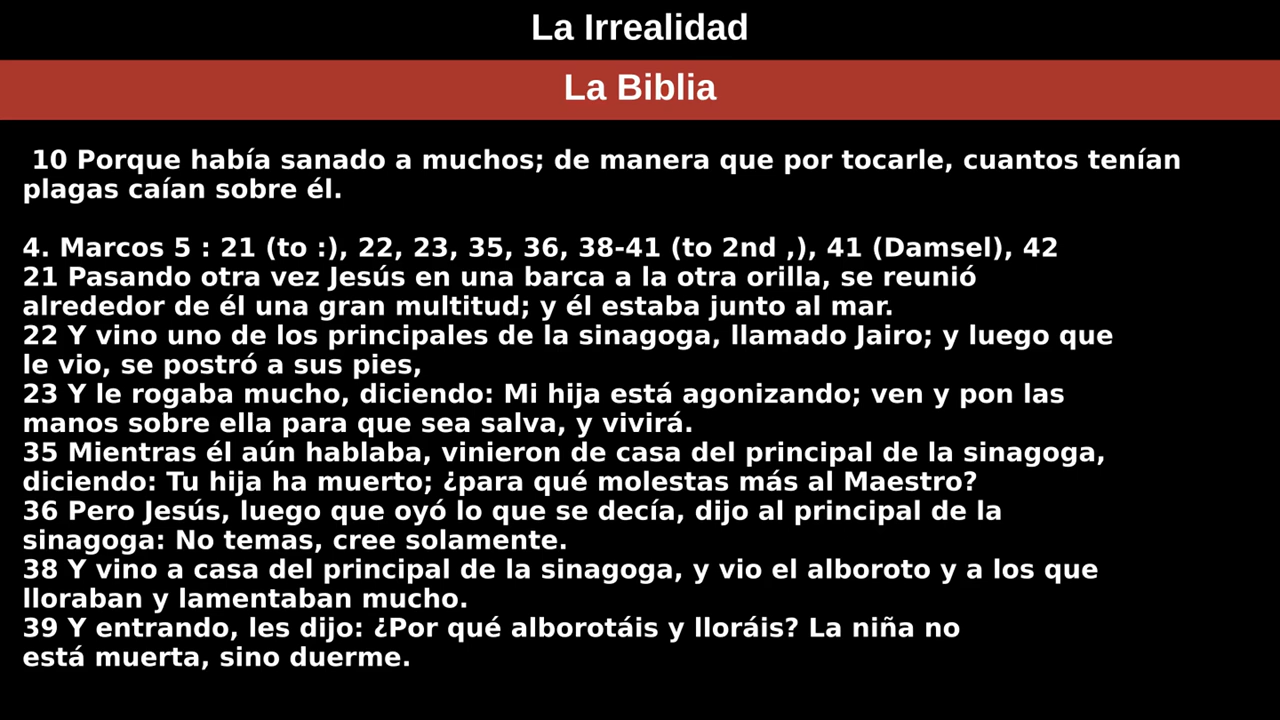 La Irrealidad
La Biblia
10 Porque había sanado a muchos; de manera que por tocarle, cuantos tenían
plagas caían sobre él.
4. Marcos 5 : 21 (to :), 22, 23, 35, 36, 38-41 (to 2nd ,), 41 (Damsel), 42
21 Pasando otra vez Jesús en una barca a la otra orilla, se reunió
alrededor de él una gran multitud; y él estaba junto al mar.
22 Y vino uno de los principales de la sinagoga, llamado Jairo; y luego que
le vio, se postró a sus pies,
23 Y le rogaba mucho, diciendo: Mi hija está agonizando; ven y pon las
manos sobre ella para que sea salva, y vivirá.
35 Mientras él aún hablaba, vinieron de casa del principal de la sinagoga,
diciendo: Tu hija ha muerto; ¿para qué molestas más al Maestro?
36 Pero Jesús, luego que oyó lo que se decía, dijo al principal de la
sinagoga: No temas, cree solamente.
38 Y vino a casa del principal de la sinagoga, y vio el alboroto y a los que
lloraban y lamentaban mucho.
39 Y entrando, les dijo: ¿Por qué alborotáis y lloráis? La niña no
está muerta, sino duerme.